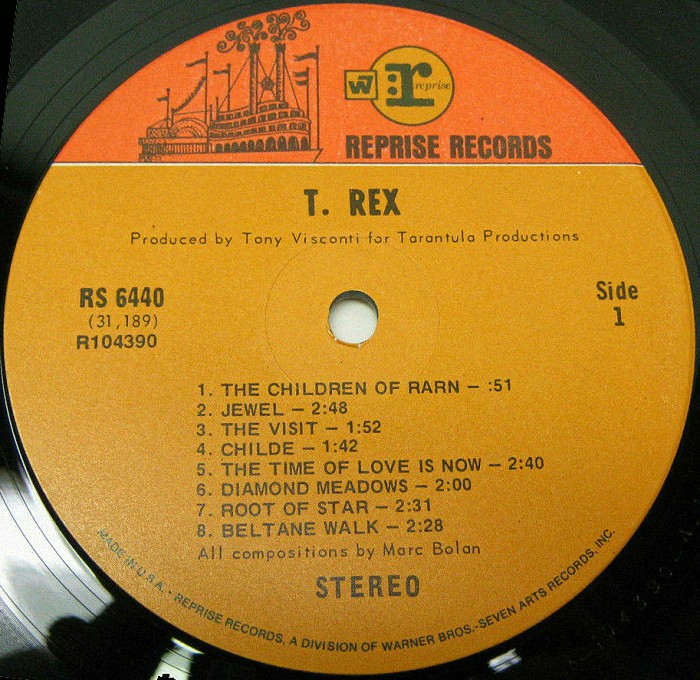 W7
r: reprise
REPRISE RECORDS
T. REX
Produced by Tony Visconti for Tarantula Productions
RS 6440
(31,189)
R104390
Side
1
1. THE CHILDREN OF RARN – :51
2. JEWEL – 2:48
3. THE VISIT – 1:52
4. CHILDE – 1:42
5. THE TIME OF LOVE IS NOW – 2:40
6. DIAMOND MEADOWS – 2:00
7. ROOT OF STAR – 2:31
8. BELTANE WALK – 2:28
All compositions by Marc Bolan
STEREO
MADE IN U.S.A. · REPRISE RECORDS, A DIVISION OF WARNER BROS.-SEVEN ARTS RECORDS, INC.